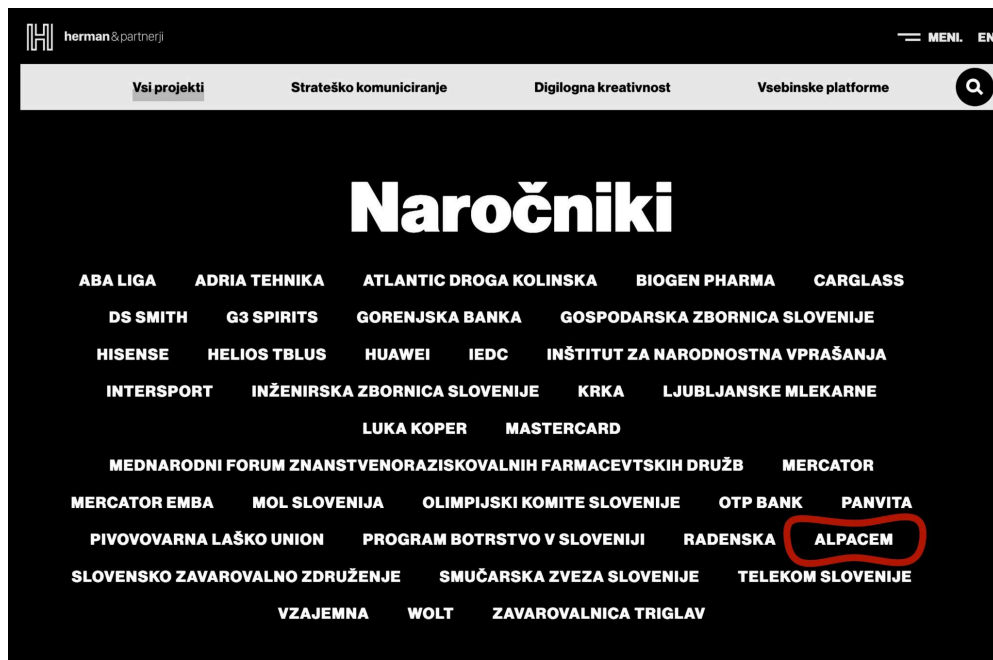 herman&partnerji
MENI. EN
Vsi projekti Strateško komuniciranje Digilogna kreativnost Vsebinske platforme
Naročniki
ABA LIGA ADRIA TEHNIKA ATLANTIC DROGA KOLINSKA BIOGEN PHARMA CARGLASS
DS SMITH G3 SPIRITS GORENJSKA BANKA GOSPODARSKA ZBORNICA SLOVENIJE
HISENSE HELIOS TBLUS HUAWEI IEDC INŠTITUT ZA NARODNOSTNA VPRAŠANJA
INTERSPORT INŽENIRSKA ZBORNICA SLOVENIJE KRKA LJUBLJANSKE MLEKARNE
LUKA KOPER MASTERCARD
MEDNARODNI FORUM ZNANSTVENORAZISKOVALNIH FARMACEVTSKIH DRUŽB MERCATOR
MERCATOR EMBA MOL SLOVENIJA OLIMPIJSKI KOMITE SLOVENIJE OTP BANK PANVITA
PIVOVOVARNA LAŠKO UNION PROGRAM BOTRSTVO V SLOVENIJI RADENSKA ALPACEM
SLOVENSKO ZAVAROVALNO ZDRUŽENJE SMUČARSKA ZVEZA SLOVENIJE TELEKOM SLOVENIJE
VZAJEMNA WOLT ZAVAROVALNICA TRIGLAV